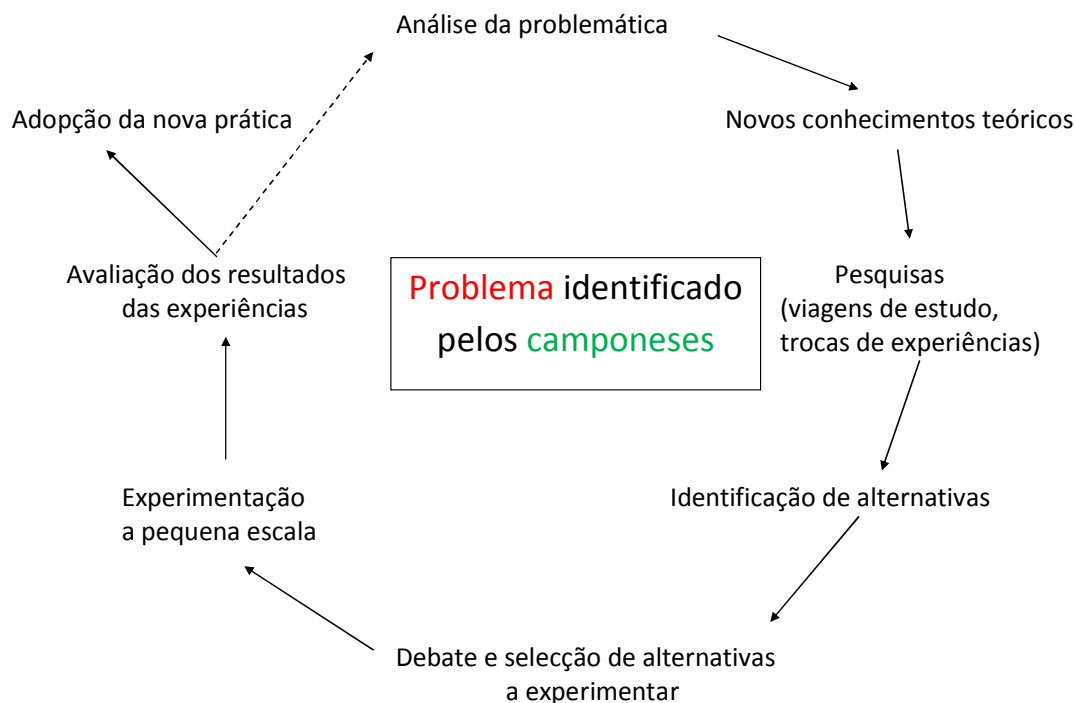 Análise da problemática
Adopção da nova prática
Novos conhecimentos teóricos
Avaliação dos resultados
das experiências
Problema identificado
pelos camponeses
Pesquisas
(viagens de estudo,
trocas de experiências)
Experimentação
a pequena escala
Identificação de alternativas
Debate e selecção de alternativas
a experimentar